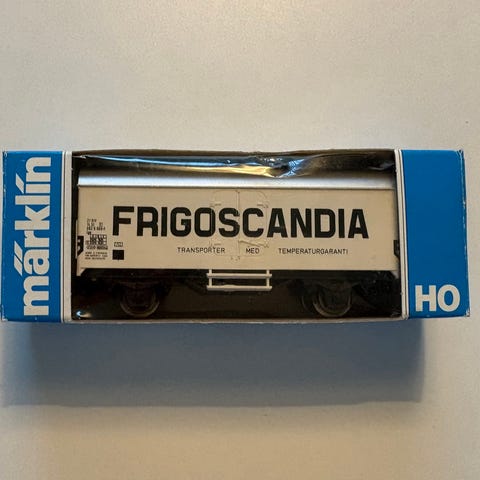 märklin
FRIGOSCANDIA
TRANSPORTER MED TEMPERATURGARANTI
HO